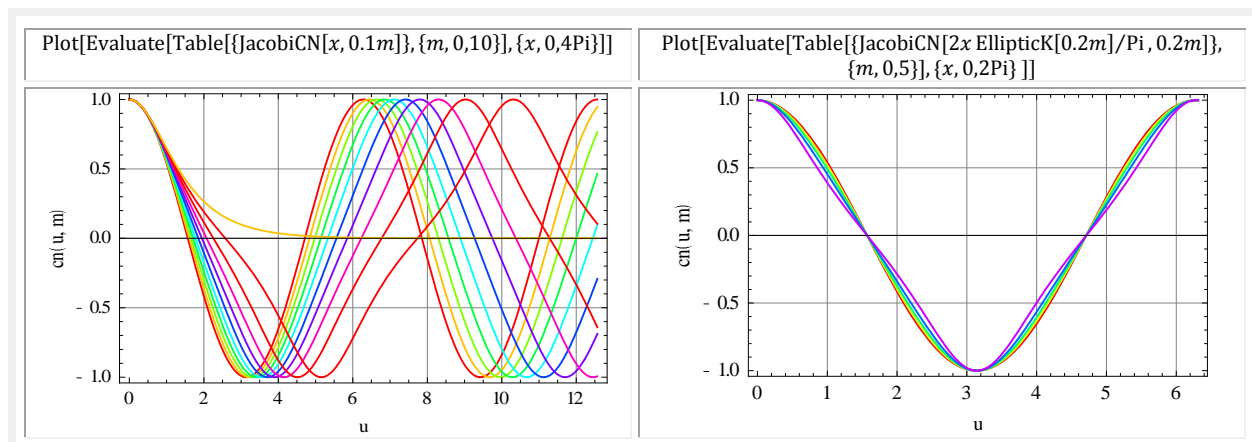 Plot[Evaluate[Table[{JacobiCN[x, 0.1m]}, {m, 0,10}], {x, 0,4Pi}]]
Plot[Evaluate[Table[{JacobiCN[2x EllipticK[0.2m]/Pi , 0.2m]},
{m, 0,5}], {x, 0,2Pi} ]]
cn( u, m)
1.0
0.5
0.0
- 0.5
- 1.0
0 2 4 6 8 10 12
u
cn( u, m)
1.0
0.5
0.0
- 0.5
- 1.0
0 1 2 3 4 5 6
u